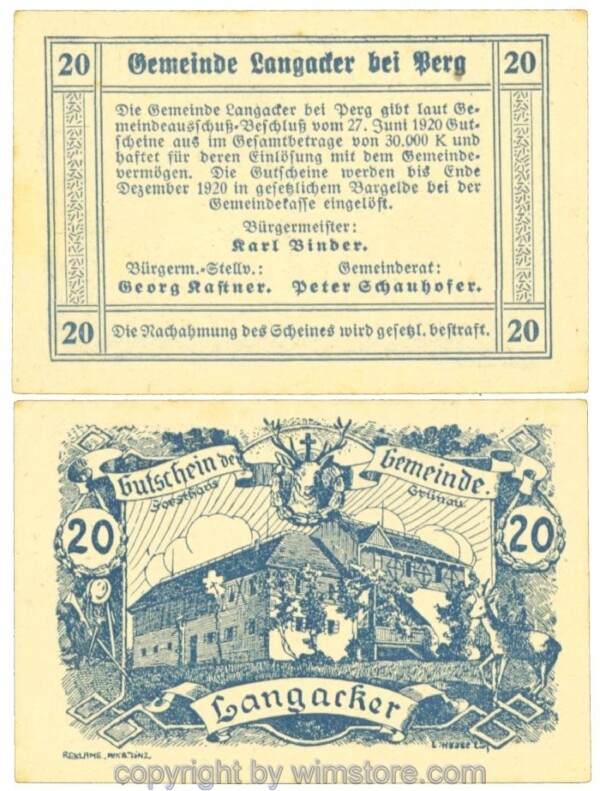 20 Gemeinde Langacker bei Perg 20
Die Gemeinde Langacker bei Perg gibt laut Ge-
meindeausschuß-Beschluß vom 27. Juni 1920 Gut-
scheine aus im Gesamtbetrage von 30.000 K und
haftet für deren Einlösung mit dem Gemeinde-
vermögen. Die Gutscheine werden bis Ende
Dezember 1920 in gesetzlichem Bargelde bei der
Gemeindekasse eingelöst.
Bürgermeister:
Karl Binder.
Bürgerm.-Stellv.: Gemeinderat:
Georg Kastner. Peter Schauhofer.
20 Die Nachahmung des Scheines wird gesetzl. bestraft. 20
Gutschein der Gemeinde.
Forsthaus Grünau.
20 20
Langacker
REKLAME
copyright by wimstore.com